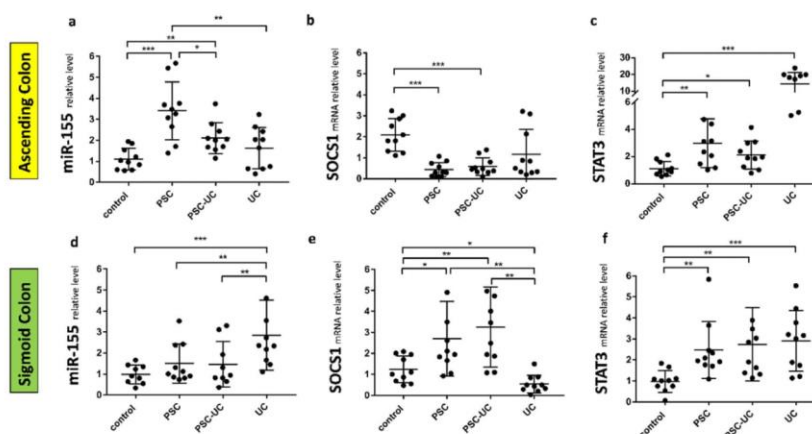 Ascending Colon
a
miR-155 relative level
6
5
4
3
2
1
0
***
**
*
**
control
PSC
PSC-UC
UC
b
SOCS1 mRNA relative level
6
5
4
3
2
1
0
***
***
control
PSC
PSC-UC
UC
c
STAT3 mRNA relative level
30
20
10
4
2
0
**
*
***
control
PSC
PSC-UC
UC
Sigmoid Colon
d
miR-155 relative level
6
5
4
3
2
1
0
***
**
**
control
PSC
PSC-UC
UC
e
SOCS1 mRNA relative level
6
5
4
3
2
1
0
*
**
*
**
**
control
PSC
PSC-UC
UC
f
STAT3 mRNA relative level
6
5
4
3
2
1
0
***
**
**
control
PSC
PSC-UC
UC